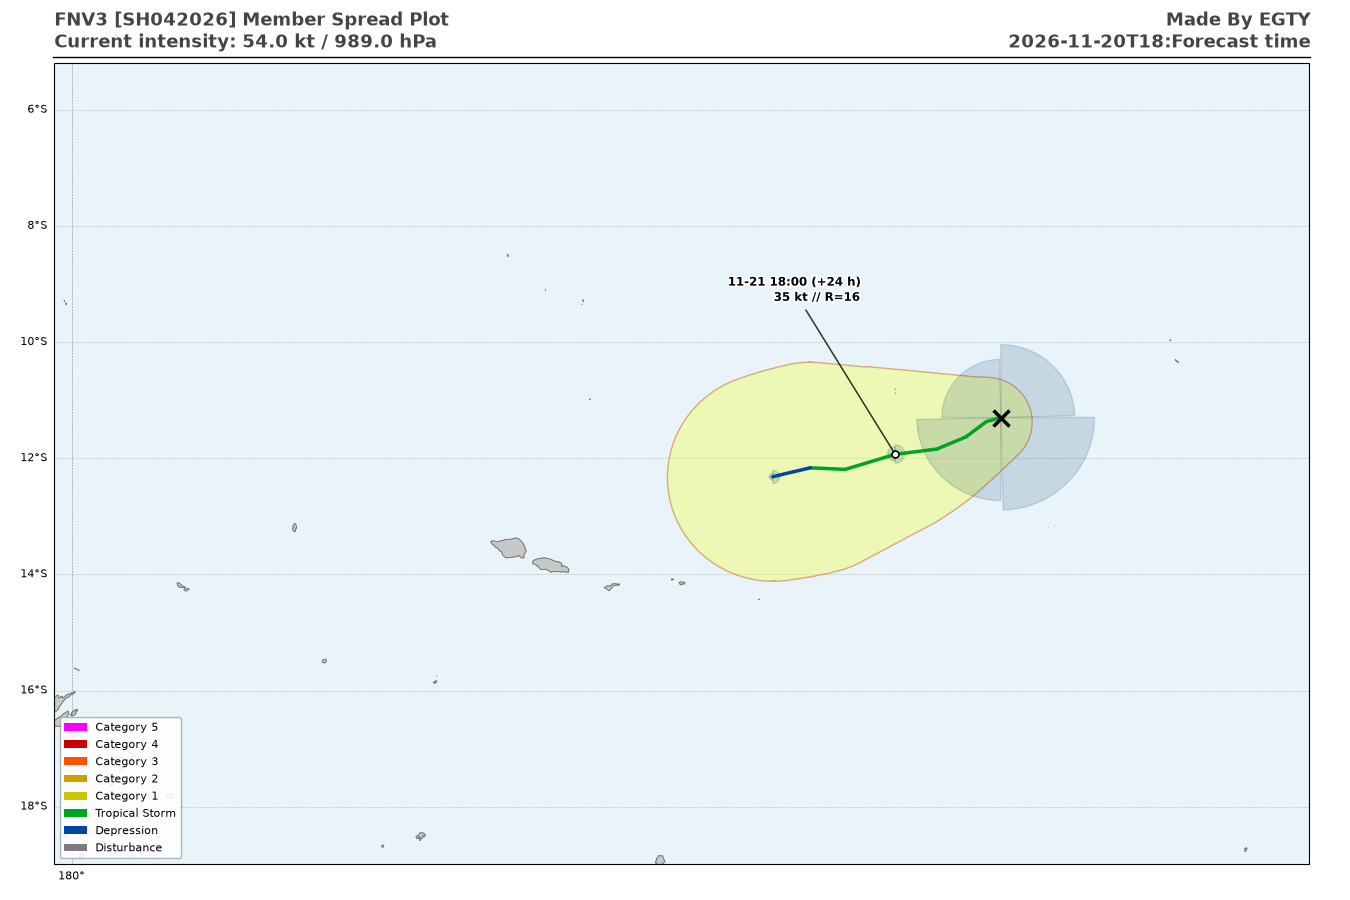 FNV3 [SH042026] Member Spread Plot
Current intensity: 54.0 kt / 989.0 hPa
Made By EGTY
2026-11-20T18:Forecast time
6°S
8°S
10°S
12°S
14°S
16°S
18°S
180°
11-21 18:00 (+24 h)
35 kt // R=16
Category 5
Category 4
Category 3
Category 2
Category 1
Tropical Storm
Depression
Disturbance